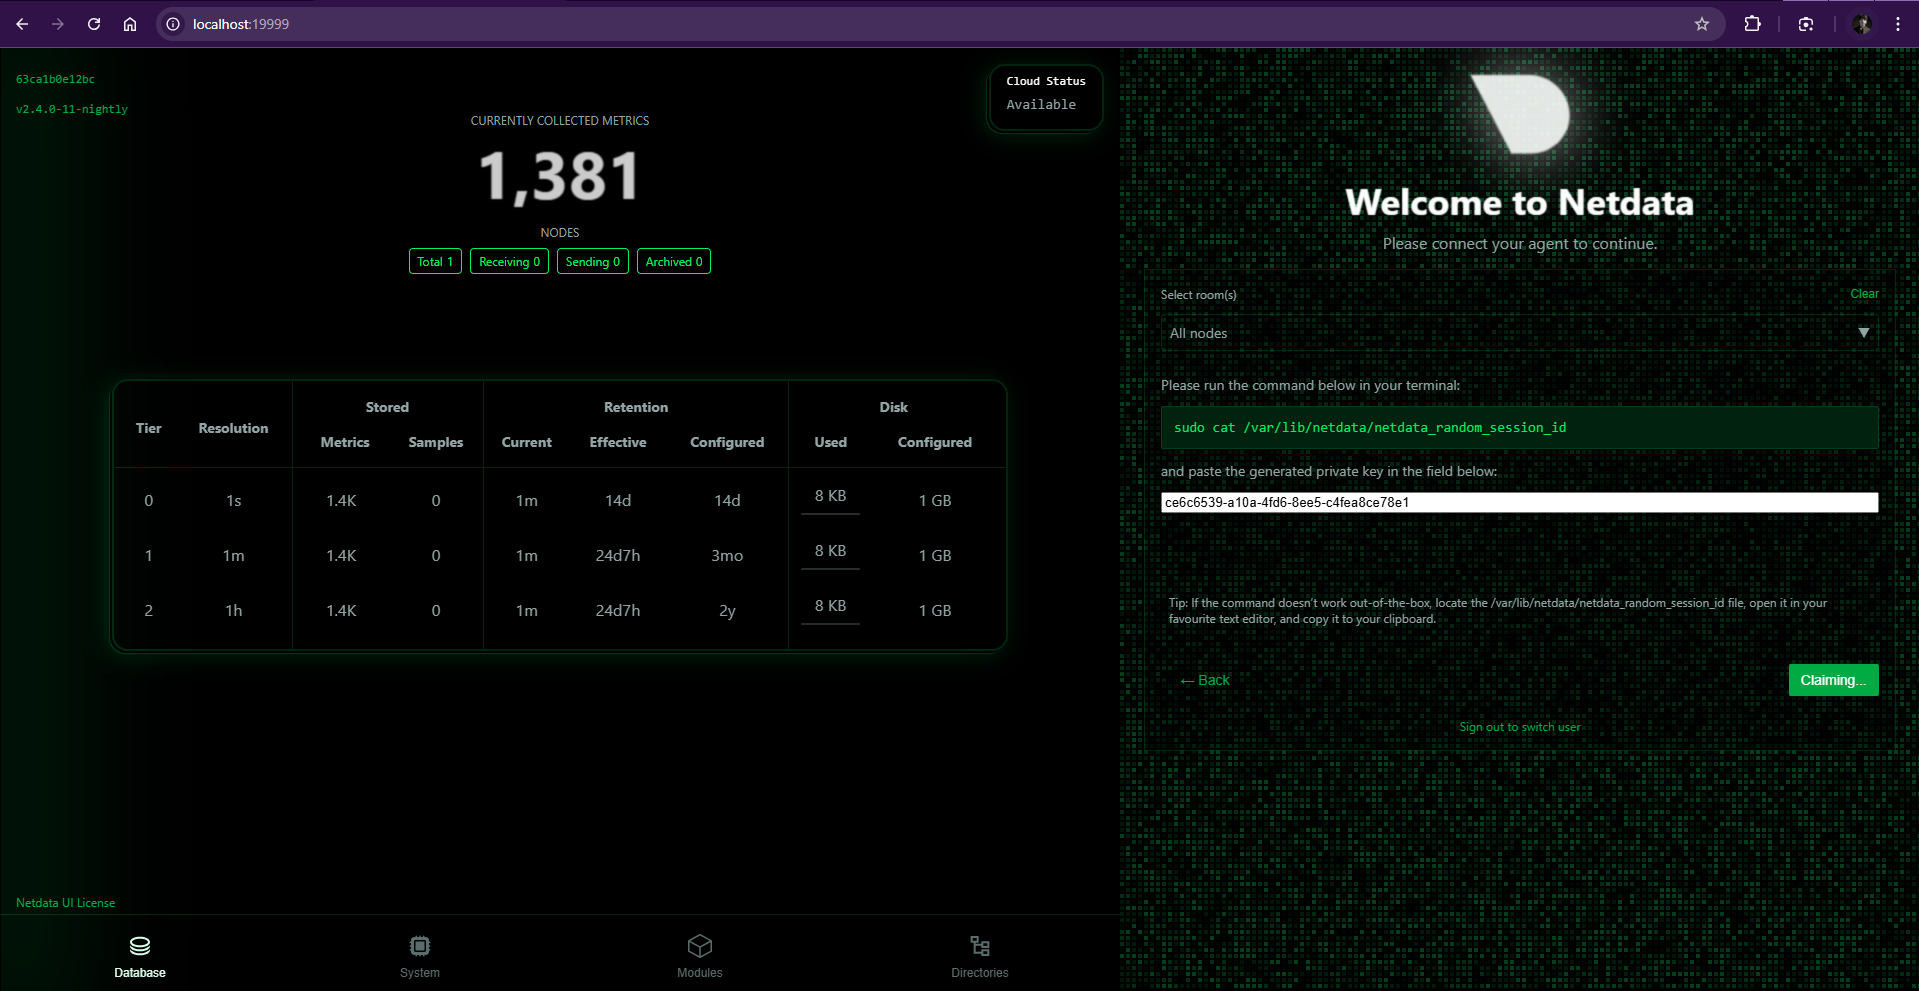 localhost:19999
63ca1b0e12bc
v2.4.0-11-nightly
Cloud Status
Available
CURRENTLY COLLECTED METRICS
1,381
NODES
Total 1 Receiving 0 Sending 0 Archived 0
Stored Retention Disk
Tier Resolution Metrics Samples Current Effective Configured Used Configured
0 1s 1.4K 0 1m 14d 14d 8 KB 1 GB
1 1m 1.4K 0 1m 24d7h 3mo 8 KB 1 GB
2 1h 1.4K 0 1m 24d7h 2y 8 KB 1 GB
Netdata UI License
Database System Modules Directories
Welcome to Netdata
Please connect your agent to continue.
Select room(s) Clear
All nodes
Please run the command below in your terminal:
sudo cat /var/lib/netdata/netdata_random_session_id
and paste the generated private key in the field below:
ce6c6539-a10a-4fd6-8ee5-c4fea8ce78e1
Tip: If the command doesn't work out-of-the-box, locate the /var/lib/netdata/netdata_random_session_id file, open it in your
favourite text editor, and copy it to your clipboard.
← Back Claiming...
Sign out to switch user